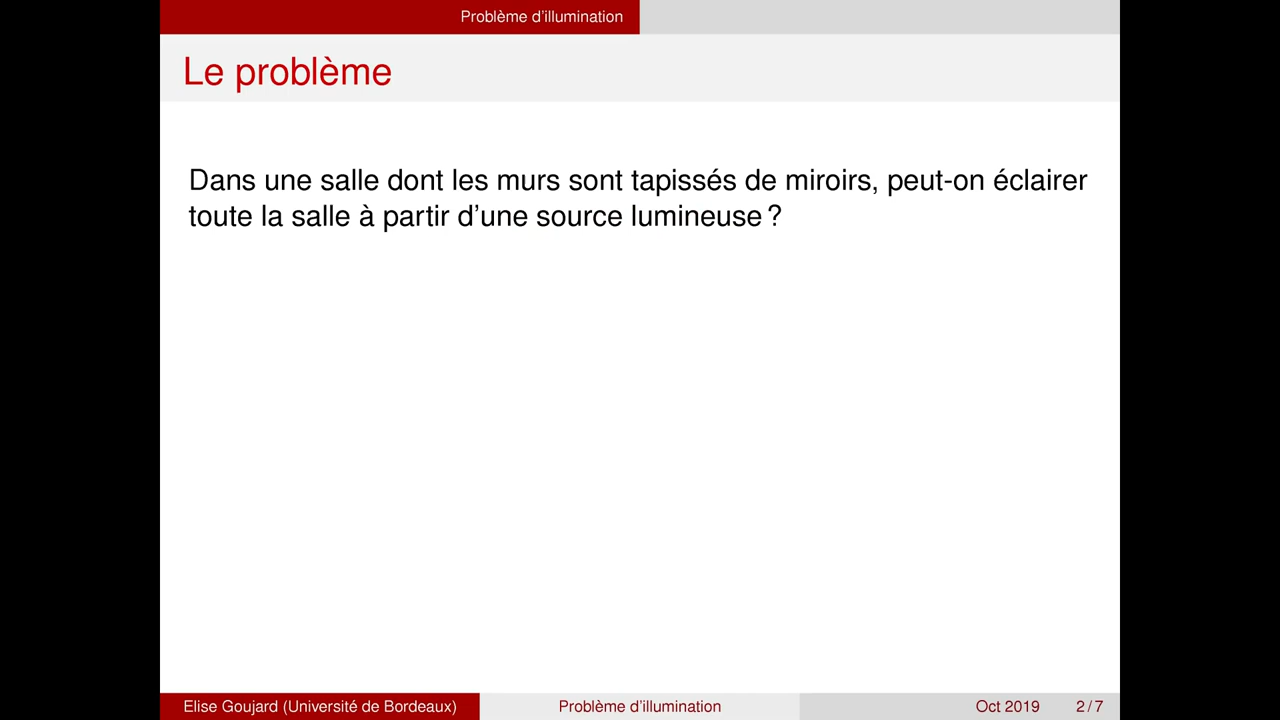 Problème d'illumination
Le problème
Dans une salle dont les murs sont tapissés de miroirs, peut-on éclairer
toute la salle à partir d'une source lumineuse ?
Elise Goujard (Université de Bordeaux) Problème d'illumination Oct 2019 2 / 7